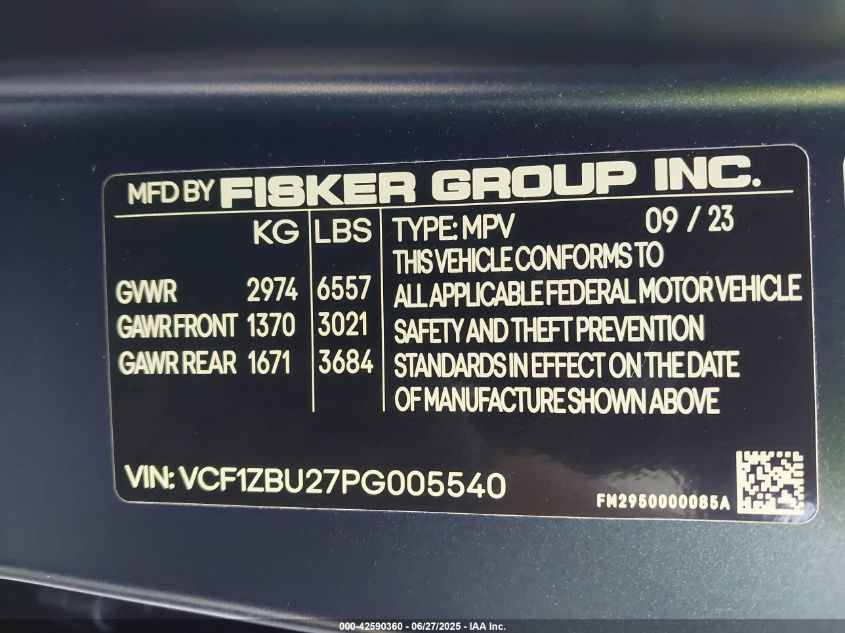 MFD BY FISKER GROUP INC.
KG LBS TYPE: MPV 09 / 23
THIS VEHICLE CONFORMS TO
GVWR 2974 6557 ALL APPLICABLE FEDERAL MOTOR VEHICLE
GAWR FRONT 1370 3021 SAFETY AND THEFT PREVENTION
GAWR REAR 1671 3684 STANDARDS IN EFFECT ON THE DATE
OF MANUFACTURE SHOWN ABOVE
VIN: VCF1ZBU27PG005540
FM2950000085A
000-42590360 - 06/27/2025 - IAA Inc.